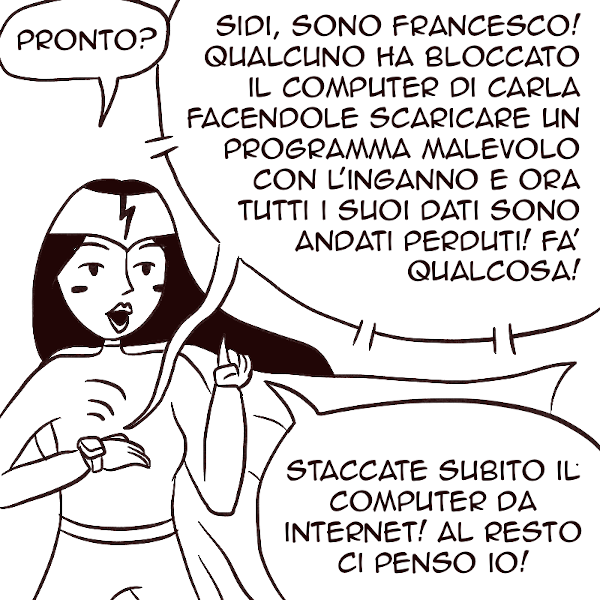 PRONTO?
SIDI, SONO FRANCESCO!
QUALCUNO HA BLOCCATO
IL COMPUTER DI CARLA
FACENDOLE SCARICARE UN
PROGRAMMA MALEVOLO
CON L'INGANNO E ORA
TUTTI I SUOI DATI SONO
ANDATI PERDUTI! FA'
QUALCOSA!
STACCATE SUBITO IL
COMPUTER DA
INTERNET! AL RESTO
CI PENSO IO!